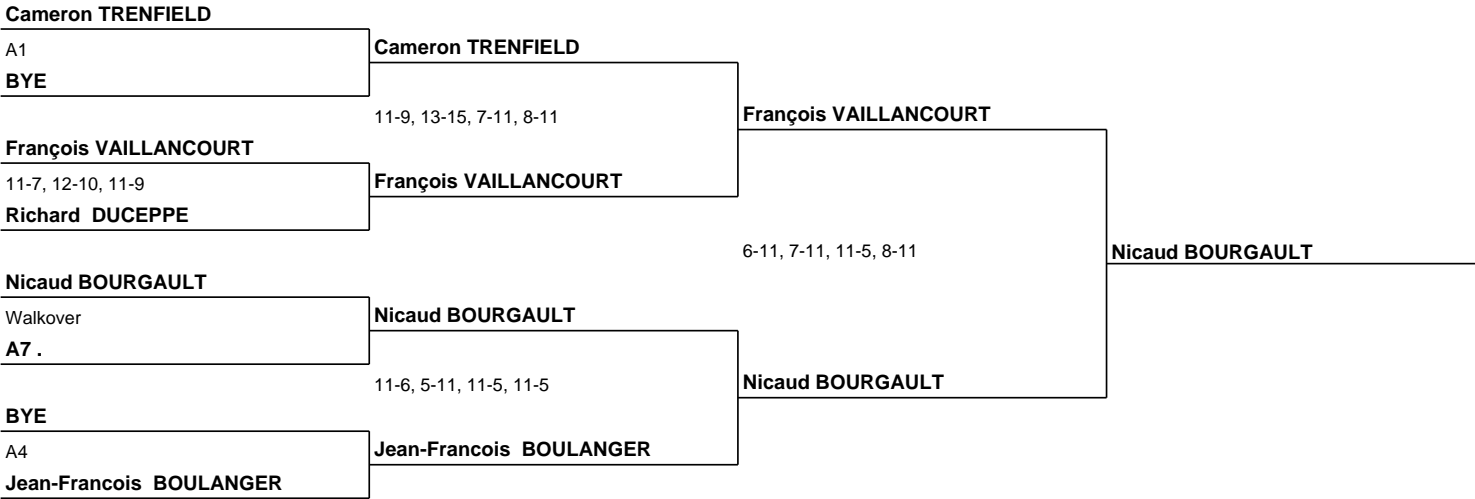 Cameron TRENFIELD
A1
BYE
François VAILLANCOURT
11-7, 12-10, 11-9
Richard  DUCEPPE
Nicaud BOURGAULT
Walkover
A7 .
BYE
A4
Jean-Francois  BOULANGER
Cameron TRENFIELD
11-9, 13-15, 7-11, 8-11
François VAILLANCOURT
Nicaud BOURGAULT
11-6, 5-11, 11-5, 11-5
Jean-Francois  BOULANGER
François VAILLANCOURT
6-11, 7-11, 11-5, 8-11
Nicaud BOURGAULT
Nicaud BOURGAULT